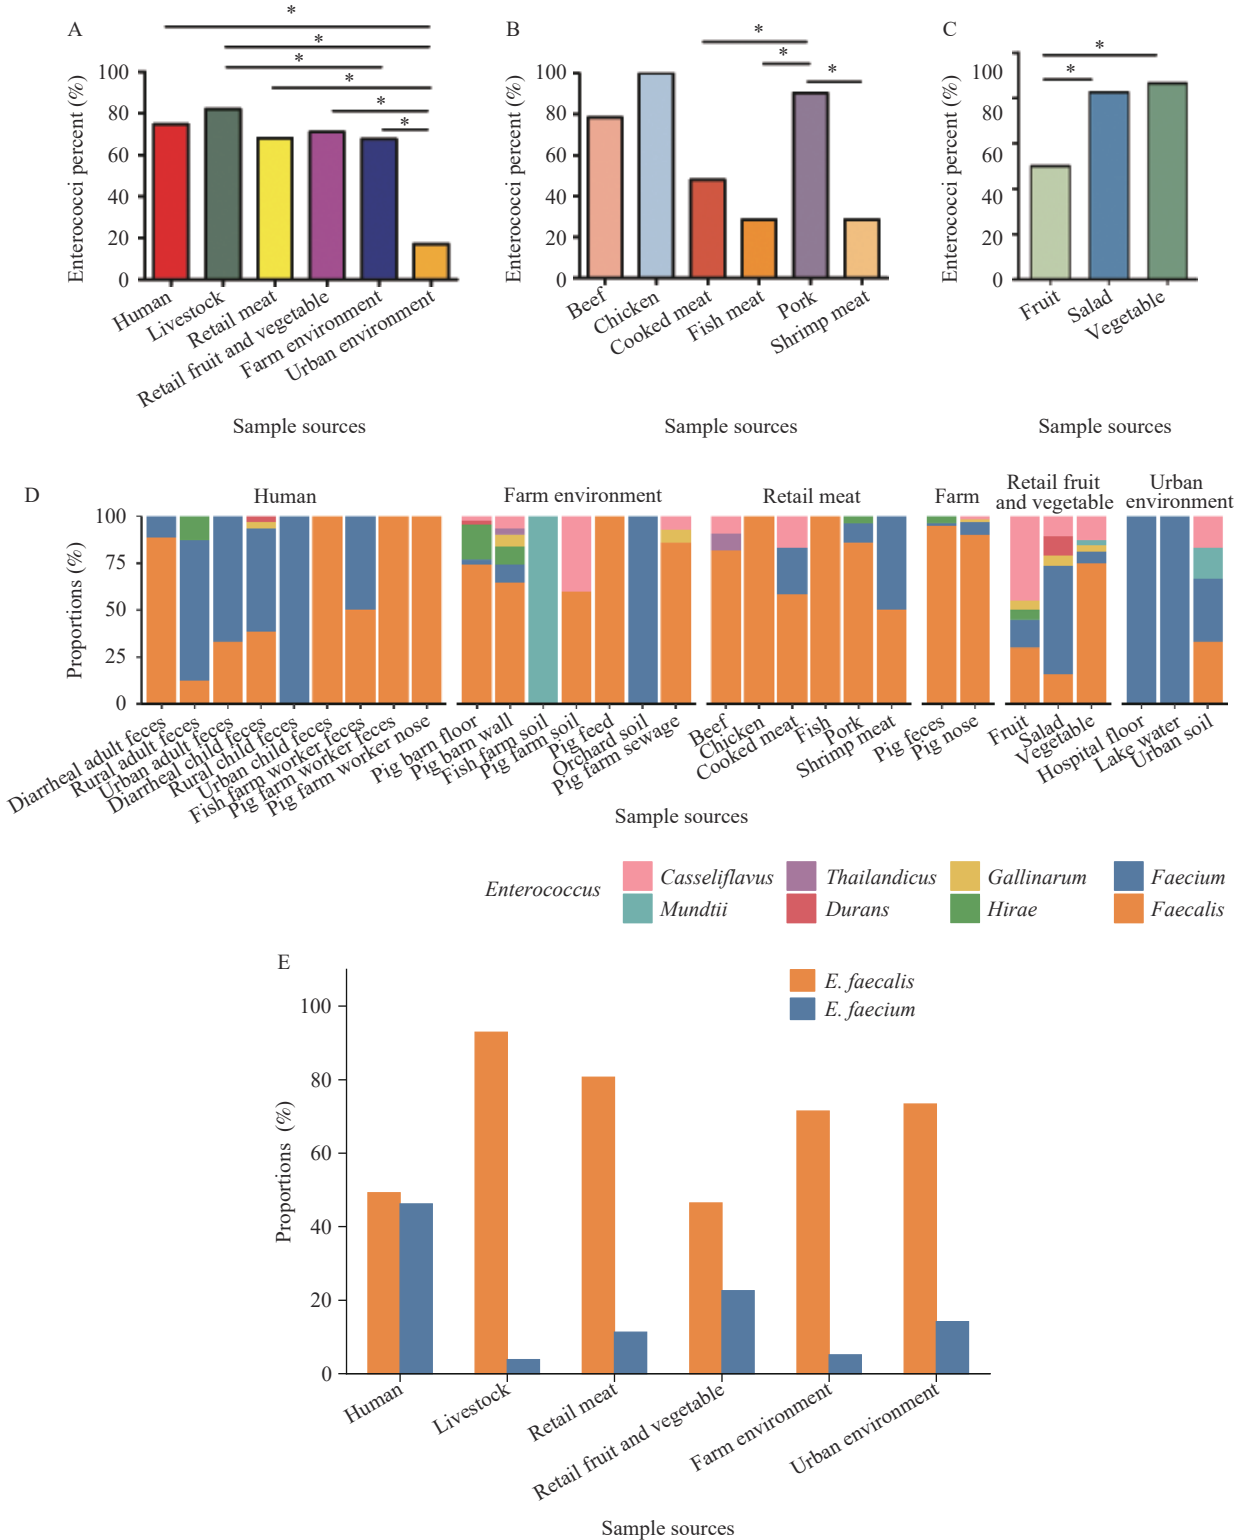 A
*
*
*
*
*
*
Enterococci percent (%)
100
80
60
40
20
0
Human
Livestock
Retail meat
Retail fruit and vegetable
Farm environment
Urban environment
Sample sources
B
*
*
*
Enterococci percent (%)
100
80
60
40
20
0
Beef
Chicken
Cooked meat
Fish meat
Pork
Shrimp meat
Sample sources
C
*
*
Enterococci percent (%)
100
80
60
40
20
0
Fruit
Salad
Vegetable
Sample sources
D
Human
Farm environment
Retail meat
Farm
Retail fruit
and vegetable
Urban
environment
Proportions (%)
100
75
50
25
0
Diarrheal adult feces
Rural adult feces
Urban adult feces
Diarrheal child feces
Rural child feces
Urban child feces
Fish farm worker feces
Pig farm worker feces
Pig farm worker nose
Pig barn floor
Pig barn wall
Fish farm soil
Pig farm soil
Pig feed
Orchard soil
Pig farm sewage
Beef
Chicken
Cooked meat
Fish
Pork
Shrimp meat
Pig feces
Pig nose
Fruit
Salad
Vegetable
Hospital floor
Lake water
Urban soil
Sample sources
Enterococcus
Casseliflavus
Thailandicus
Gallinarum
Faecium
Mundtii
Durans
Hirae
Faecalis
E
E. faecalis
E. faecium
Proportions (%)
100
80
60
40
20
0
Human
Livestock
Retail meat
Retail fruit and vegetable
Farm environment
Urban environment
Sample sources